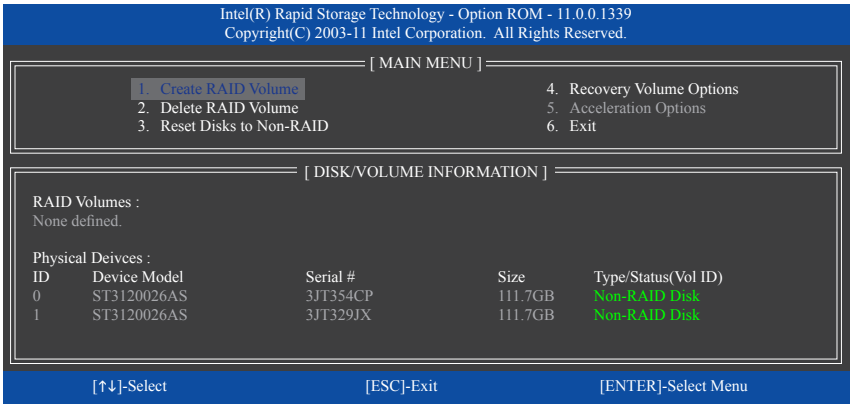 Intel(R) Rapid Storage Technology - Option ROM - 11.0.0.1339
Copyright(C) 2003-11 Intel Corporation.  All Rights Reserved.
[ MAIN MENU ]
1. Create RAID Volume
2. Delete RAID Volume
3. Reset Disks to Non-RAID
4. Recovery Volume Options
5. Acceleration Options
6. Exit
[ DISK/VOLUME INFORMATION ]
RAID Volumes :
None defined.
Physical Deivces :
ID Device Model Serial # Size Type/Status(Vol ID)
0 ST3120026AS 3JT354CP 111.7GB Non-RAID Disk
1 ST3120026AS 3JT329JX 111.7GB Non-RAID Disk
[↑↓]-Select [ESC]-Exit [ENTER]-Select Menu